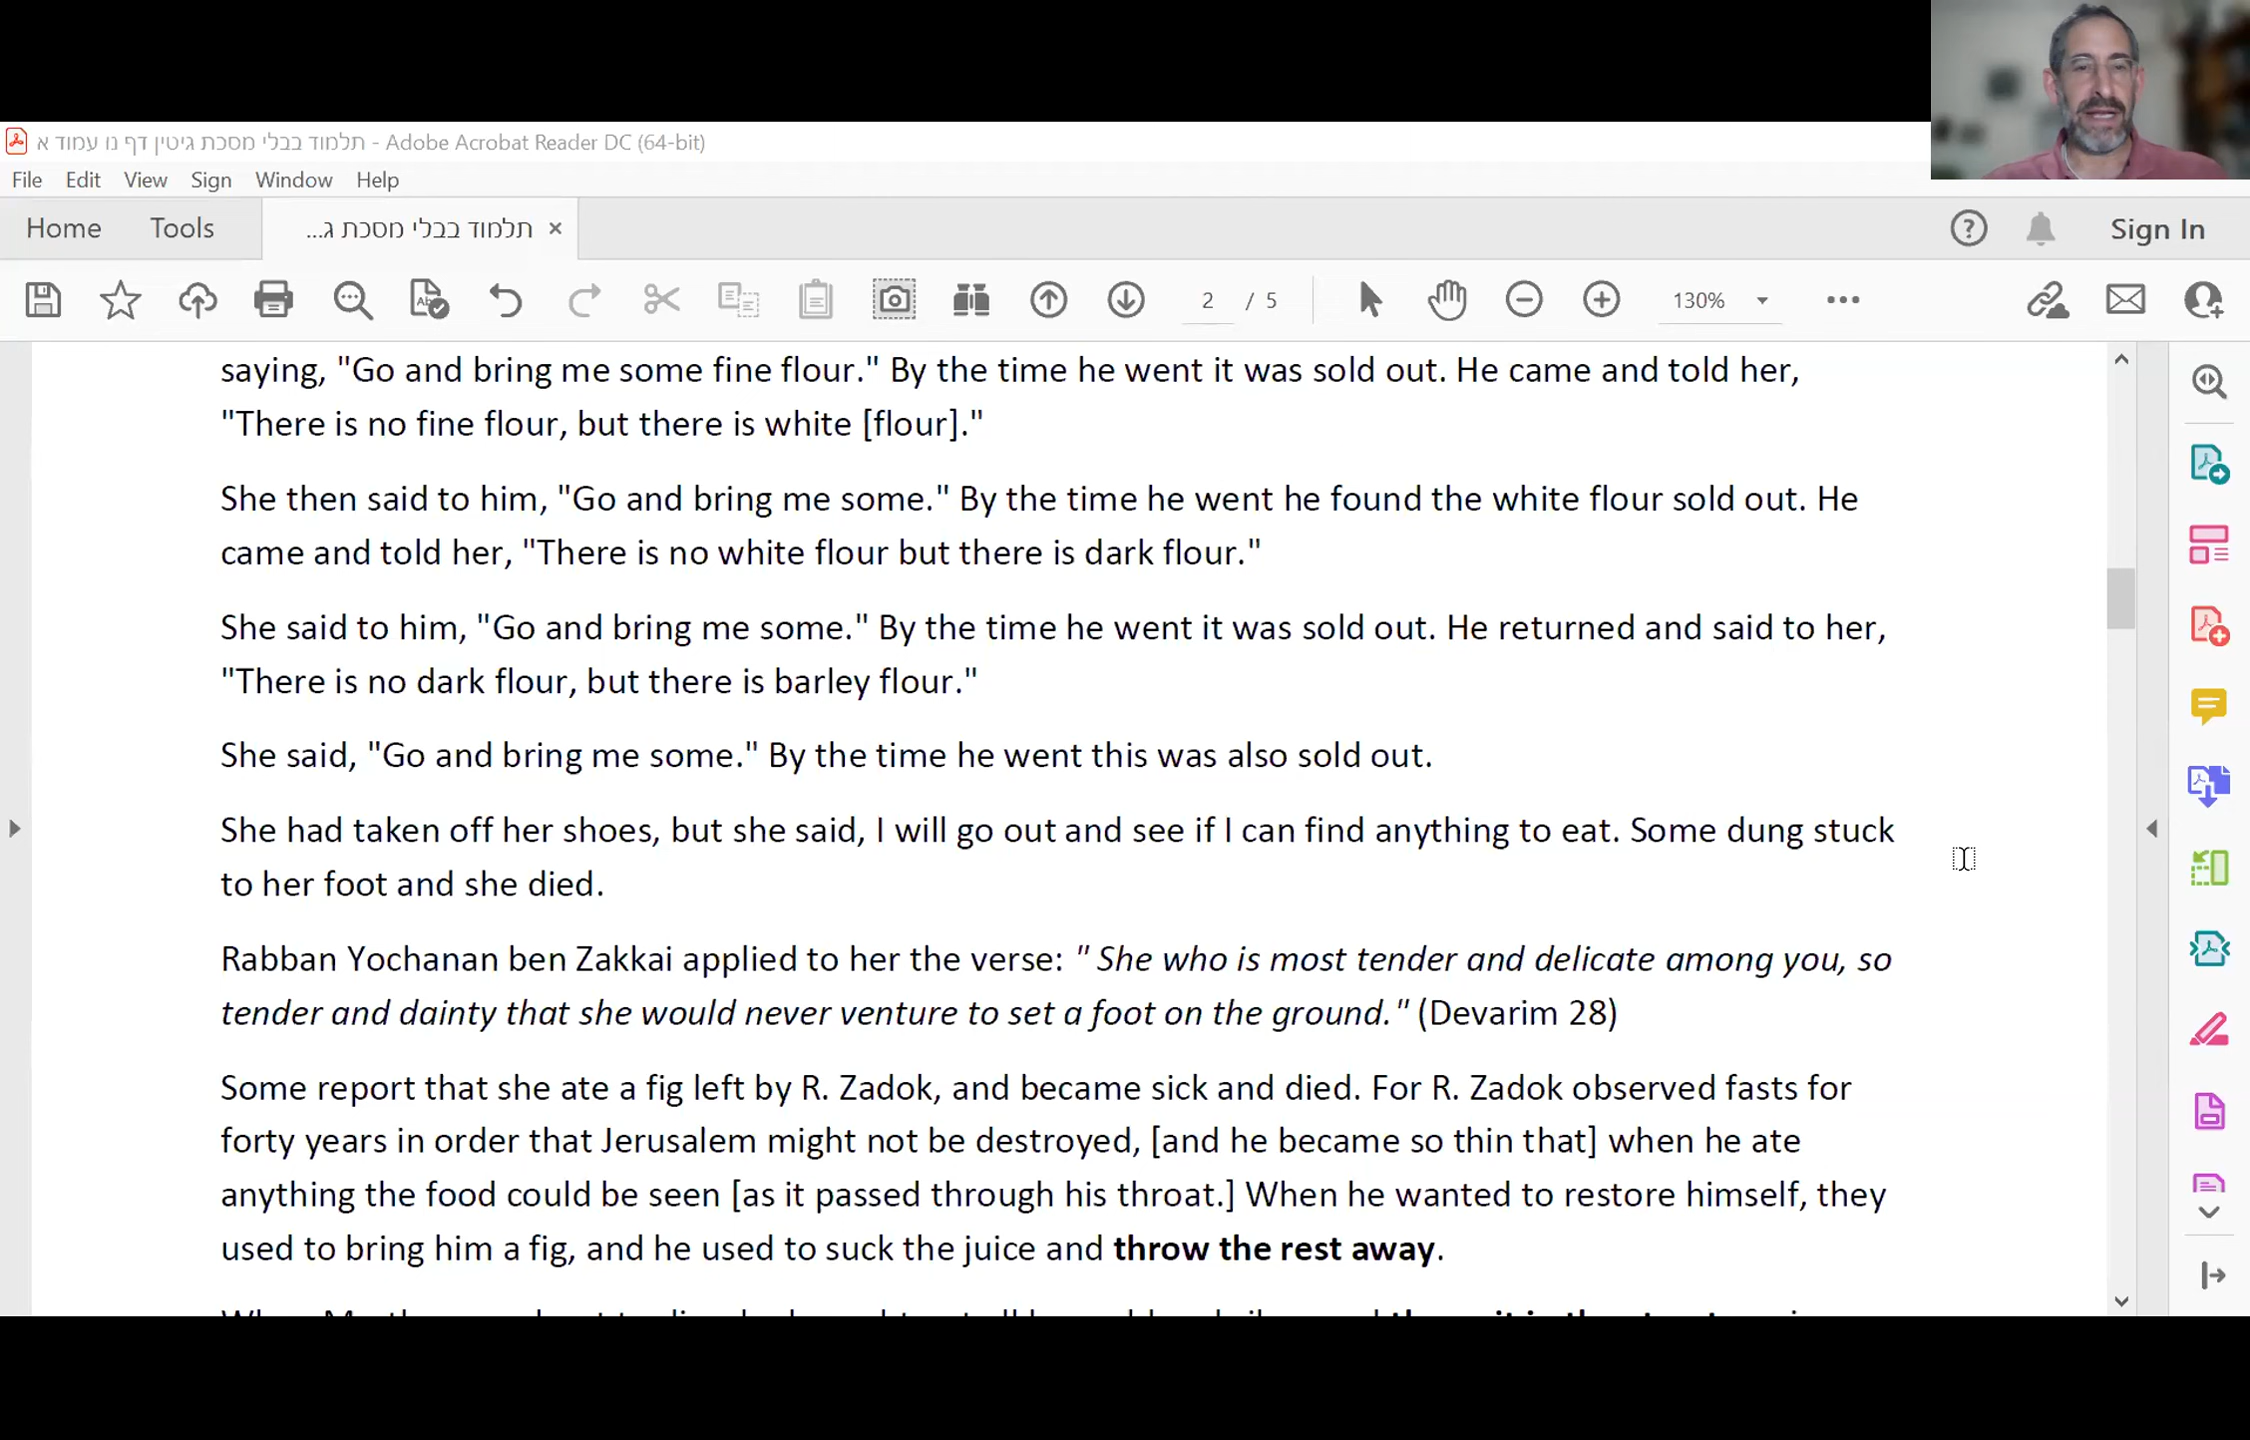 תלמוד בבלי מסכת גיטין דף נו עמוד א - Adobe Acrobat Reader DC (64-bit)
File Edit View Sign Window Help
Home Tools תלמוד בבלי מסכת ג... × Sign In
2 / 5 130%
saying, "Go and bring me some fine flour." By the time he went it was sold out. He came and told her,
"There is no fine flour, but there is white [flour]."
She then said to him, "Go and bring me some." By the time he went he found the white flour sold out. He
came and told her, "There is no white flour but there is dark flour."
She said to him, "Go and bring me some." By the time he went it was sold out. He returned and said to her,
"There is no dark flour, but there is barley flour."
She said, "Go and bring me some." By the time he went this was also sold out.
She had taken off her shoes, but she said, I will go out and see if I can find anything to eat. Some dung stuck
to her foot and she died.
Rabban Yochanan ben Zakkai applied to her the verse: " She who is most tender and delicate among you, so
tender and dainty that she would never venture to set a foot on the ground." (Devarim 28)
Some report that she ate a fig left by R. Zadok, and became sick and died. For R. Zadok observed fasts for
forty years in order that Jerusalem might not be destroyed, [and he became so thin that] when he ate
anything the food could be seen [as it passed through his throat.] When he wanted to restore himself, they
used to bring him a fig, and he used to suck the juice and throw the rest away.